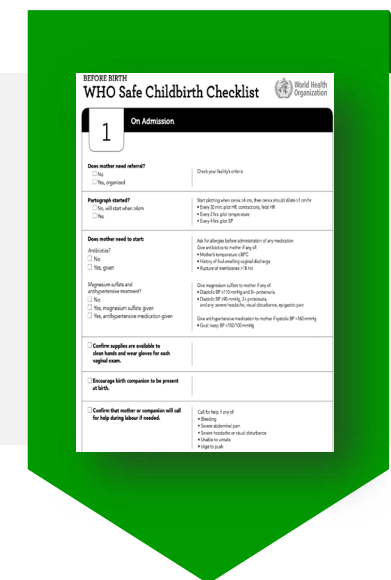 BEFORE BIRTH
WHO Safe Childbirth Checklist
World Health
Organization
1
On Admission
Does mother need referral?
☐ No
☐ Yes, organized
Check your facility's criteria
Partograph started?
☐ No, will start when ≥4cm
☐ Yes
Start plotting when cervix ≥4 cm, then cervix should dilate ≥1 cm/hr
• Every 30 min: plot HR, contractions, fetal HR
• Every 2 hrs: plot temperature
• Every 4 hrs: plot BP
Does mother need to start:
Antibiotics?
☐ No
☐ Yes, given
Ask for allergies before administration of any medication
Give antibiotics to mother if any of:
• Mother's temperature ≥38°C
• History of foul-smelling vaginal discharge
• Rupture of membranes >18 hrs
Magnesium sulfate and
antihypertensive treatment?
☐ No
☐ Yes, magnesium sulfate given
☐ Yes, antihypertensive medication given
Give magnesium sulfate to mother if any of:
• Diastolic BP ≥110 mmHg and 3+ proteinuria
• Diastolic BP ≥90 mmHg, 2+ proteinuria,
and any: severe headache, visual disturbance, epigastric pain
Give antihypertensive medication to mother if systolic BP >160 mmHg
• Goal: keep BP <150/100 mmHg
☐ Confirm supplies are available to
clean hands and wear gloves for each
vaginal exam.
☐ Encourage birth companion to be present
at birth.
☐ Confirm that mother or companion will call
for help during labour if needed.
Call for help if any of:
• Bleeding
• Severe abdominal pain
• Severe headache or visual disturbance
• Unable to urinate
• Urge to push